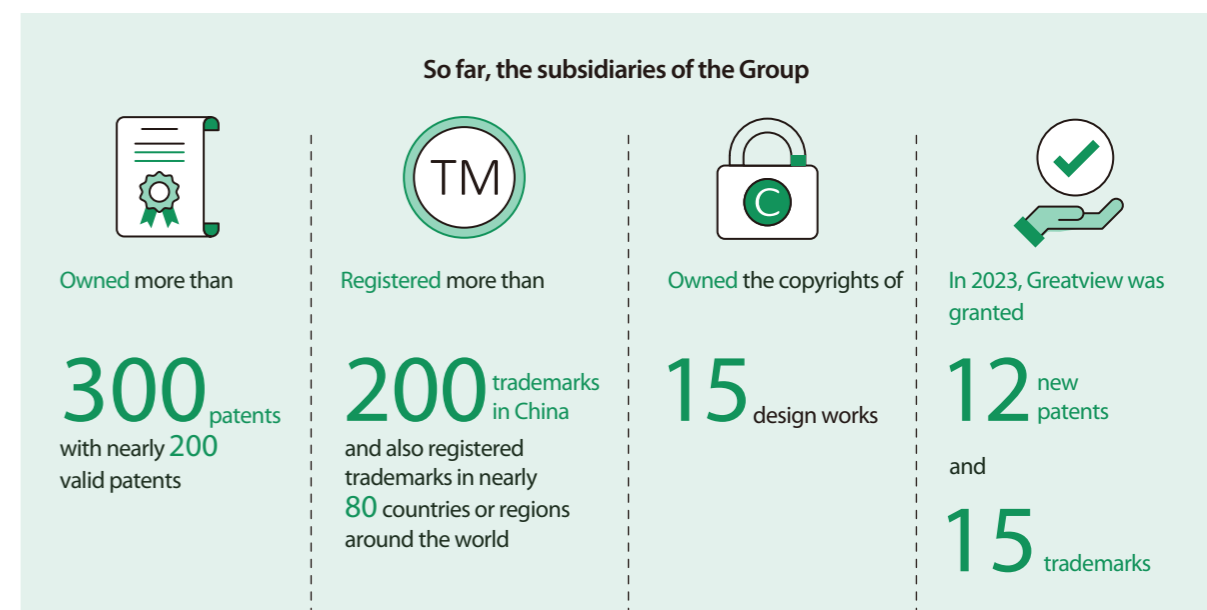 So far, the subsidiaries of the Group
Owned more than
300 patents
with nearly 200
valid patents
TM
Registered more than
200 trademarks
in China
and also registered
trademarks in nearly
80 countries or regions
around the world
C
Owned the copyrights of
15 design works
In 2023, Greatview was
granted
12 new
patents
and
15 trademarks